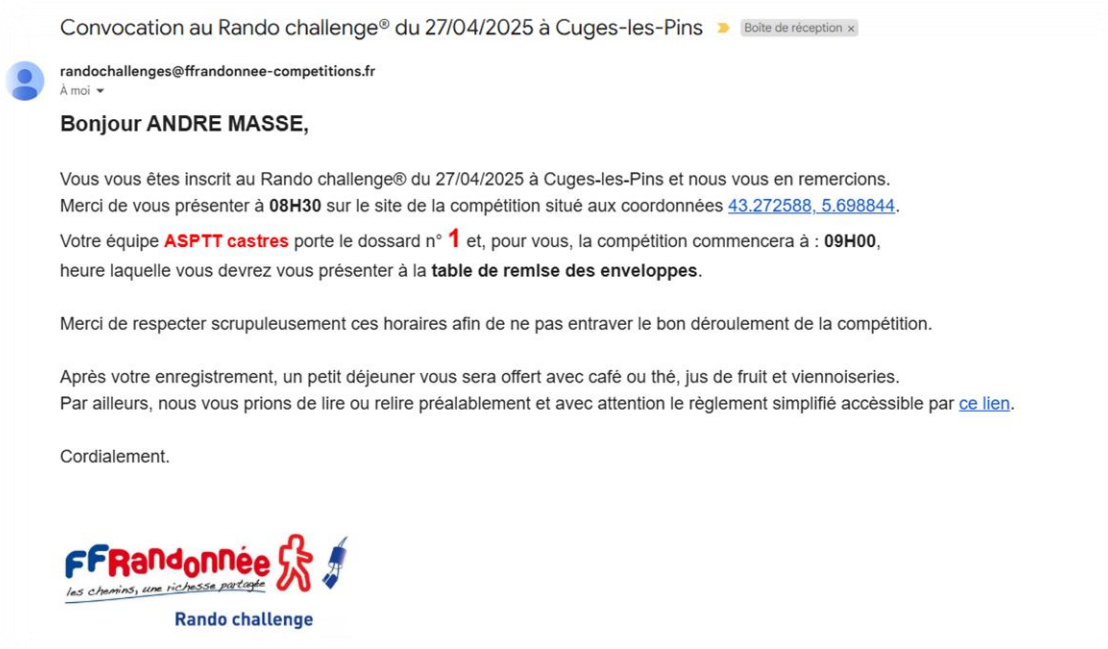 Convocation au Rando challenge® du 27/04/2025 à Cuges-les-Pins Boîte de réception ×
randochallenges@ffrandonnee-competitions.fr
À moi
Bonjour ANDRE MASSE,
Vous vous êtes inscrit au Rando challenge® du 27/04/2025 à Cuges-les-Pins et nous vous en remercions.
Merci de vous présenter à 08H30 sur le site de la compétition situé aux coordonnées 43.272588, 5.698844.
Votre équipe ASPTT castres porte le dossard n° 1 et, pour vous, la compétition commencera à : 09H00,
heure laquelle vous devrez vous présenter à la table de remise des enveloppes.
Merci de respecter scrupuleusement ces horaires afin de ne pas entraver le bon déroulement de la compétition.
Après votre enregistrement, un petit déjeuner vous sera offert avec café ou thé, jus de fruit et viennoiseries.
Par ailleurs, nous vous prions de lire ou relire préalablement et avec attention le règlement simplifié accèssible par ce lien.
Cordialement.
FFRandonnée
les chemins, une richesse partagée
Rando challenge